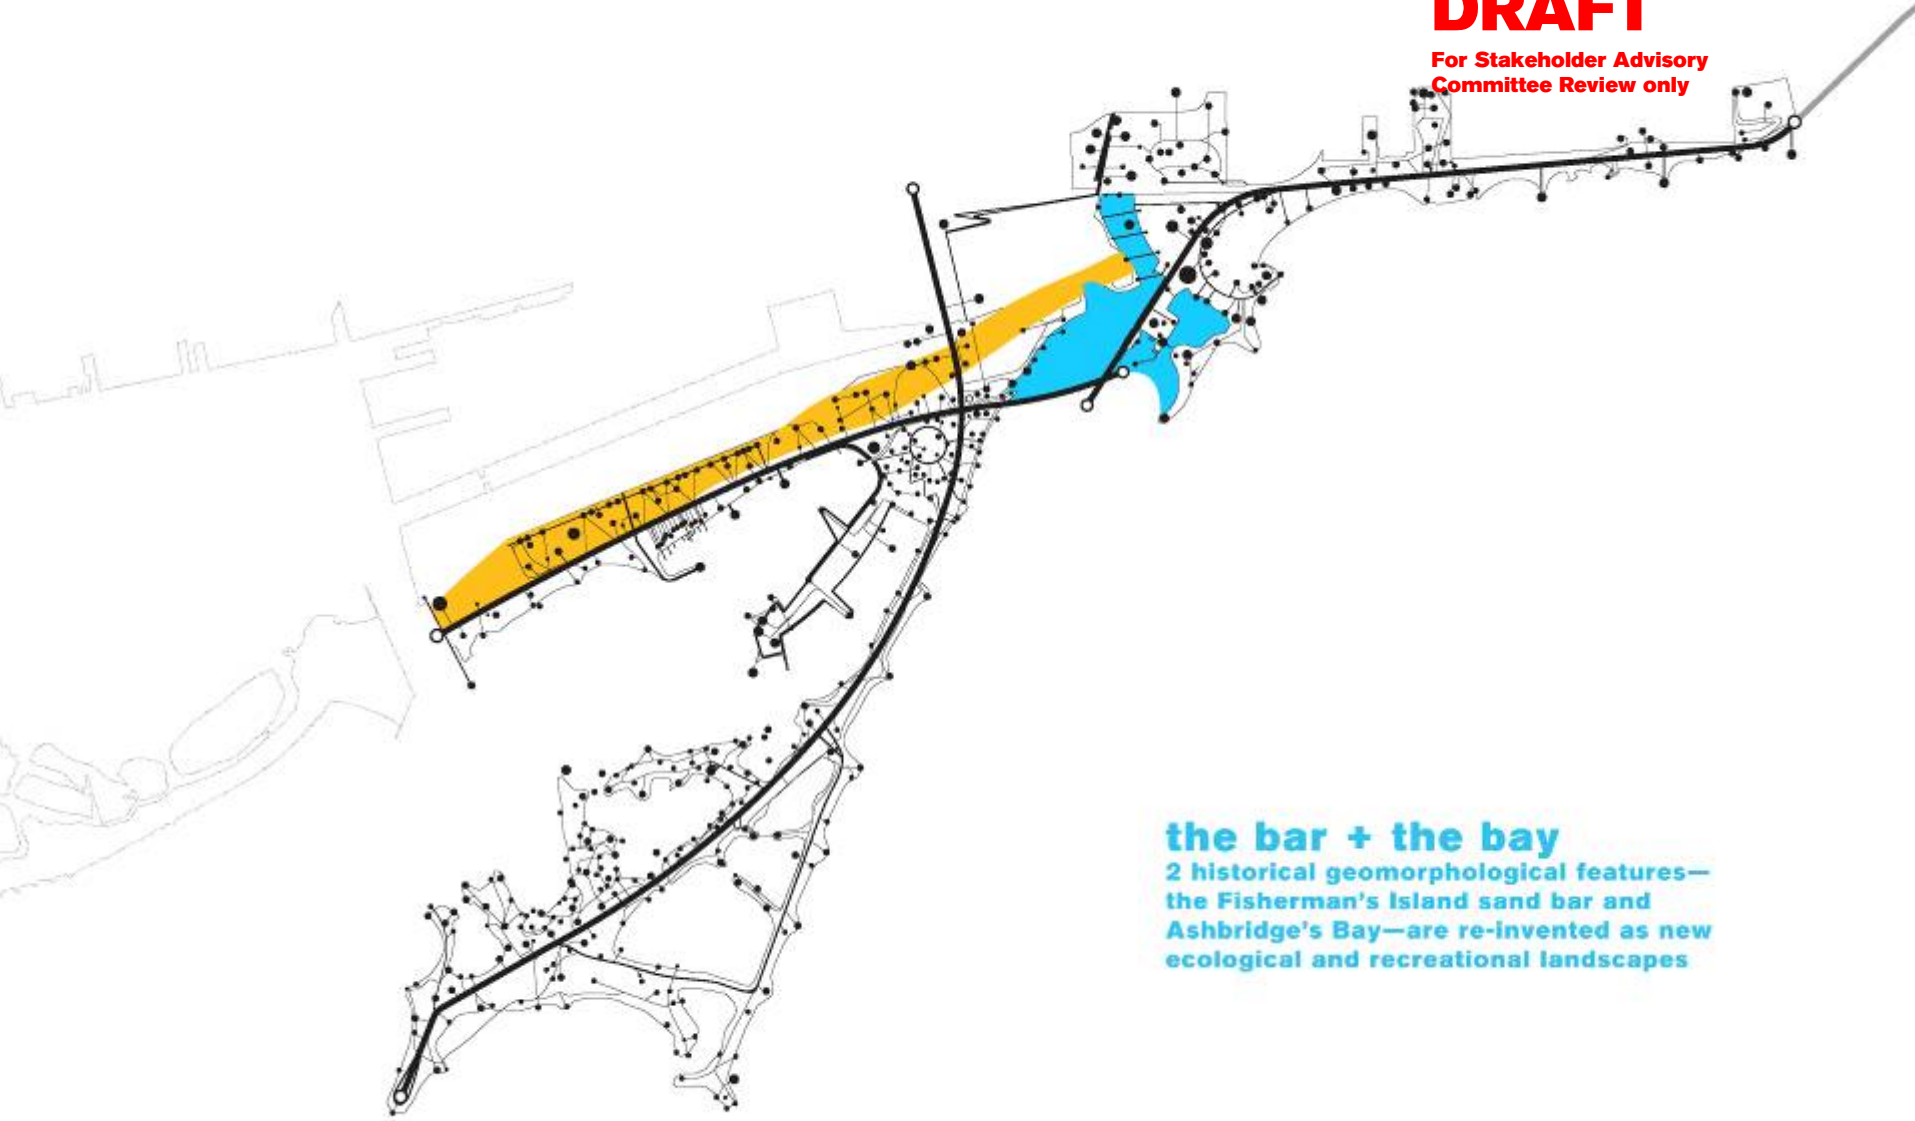 DRAFT
For Stakeholder Advisory
Committee Review only
the bar + the bay
2 historical geomorphological features—
the Fisherman's Island sand bar and
Ashbridge's Bay—are re-invented as new
ecological and recreational landscapes